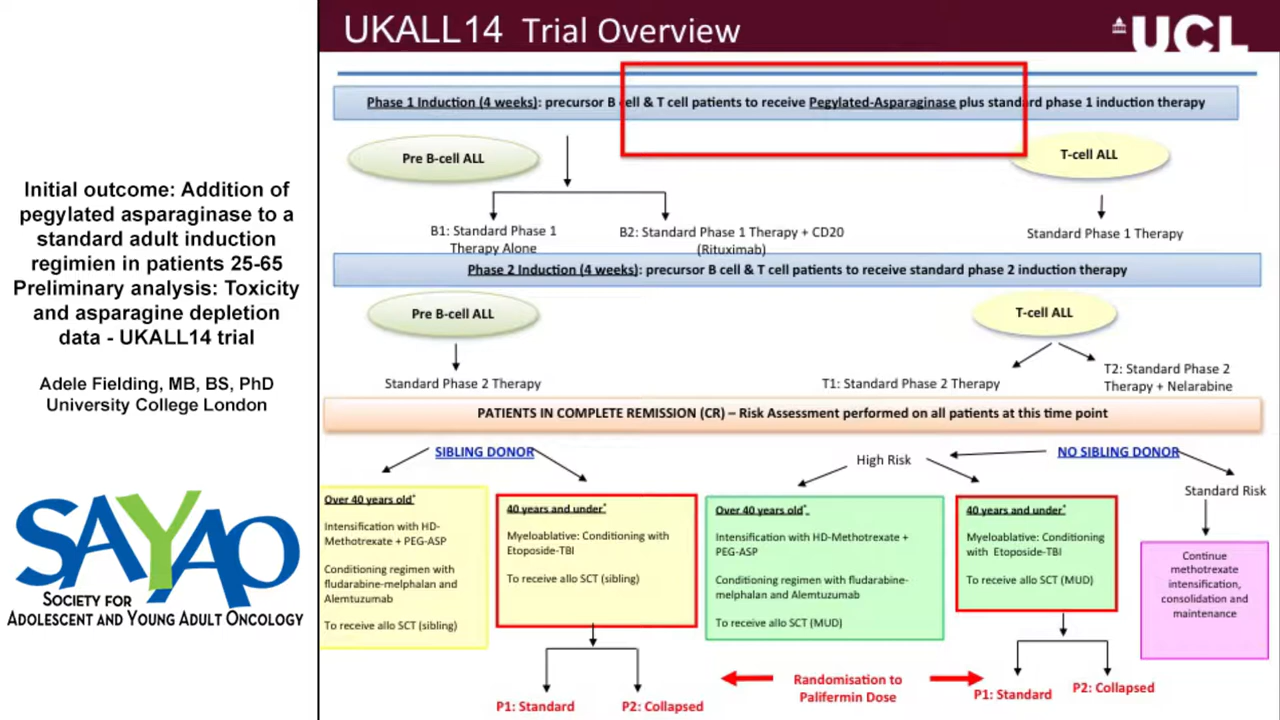 UKALL14 Trial Overview
UCL
Phase 1 Induction (4 weeks): precursor B cell & T cell patients to receive Pegylated-Asparaginase plus standard phase 1 induction therapy
Pre B-cell ALL
T-cell ALL
B1: Standard Phase 1
Therapy Alone
B2: Standard Phase 1 Therapy + CD20
(Rituximab)
Standard Phase 1 Therapy
Phase 2 Induction (4 weeks): precursor B cell & T cell patients to receive standard phase 2 induction therapy
Pre B-cell ALL
T-cell ALL
Standard Phase 2 Therapy
T1: Standard Phase 2 Therapy
T2: Standard Phase 2
Therapy + Nelarabine
PATIENTS IN COMPLETE REMISSION (CR) – Risk Assessment performed on all patients at this time point
SIBLING DONOR
High Risk
NO SIBLING DONOR
Standard Risk
Over 40 years old*
Intensification with HD-
Methotrexate + PEG-ASP
Conditioning regimen with
fludarabine-melphalan and
Alemtuzumab
To receive allo SCT (sibling)
40 years and under*
Myeloablative: Conditioning with
Etoposide-TBI
To receive allo SCT (sibling)
Over 40 years old*
Intensification with HD-Methotrexate +
PEG-ASP
Conditioning regimen with fludarabine-
melphalan and Alemtuzumab
To receive allo SCT (MUD)
40 years and under*
Myeloablative: Conditioning
with Etoposide-TBI
To receive allo SCT (MUD)
Continue
methotrexate
intensification,
consolidation and
maintenance
P1: Standard
P2: Collapsed
Randomisation to
Palifermin Dose
P1: Standard
P2: Collapsed
Initial outcome: Addition of
pegylated asparaginase to a
standard adult induction
regimien in patients 25-65
Preliminary analysis: Toxicity
and asparagine depletion
data - UKALL14 trial
Adele Fielding, MB, BS, PhD
University College London
SAYAO
SOCIETY FOR
ADOLESCENT AND YOUNG ADULT ONCOLOGY